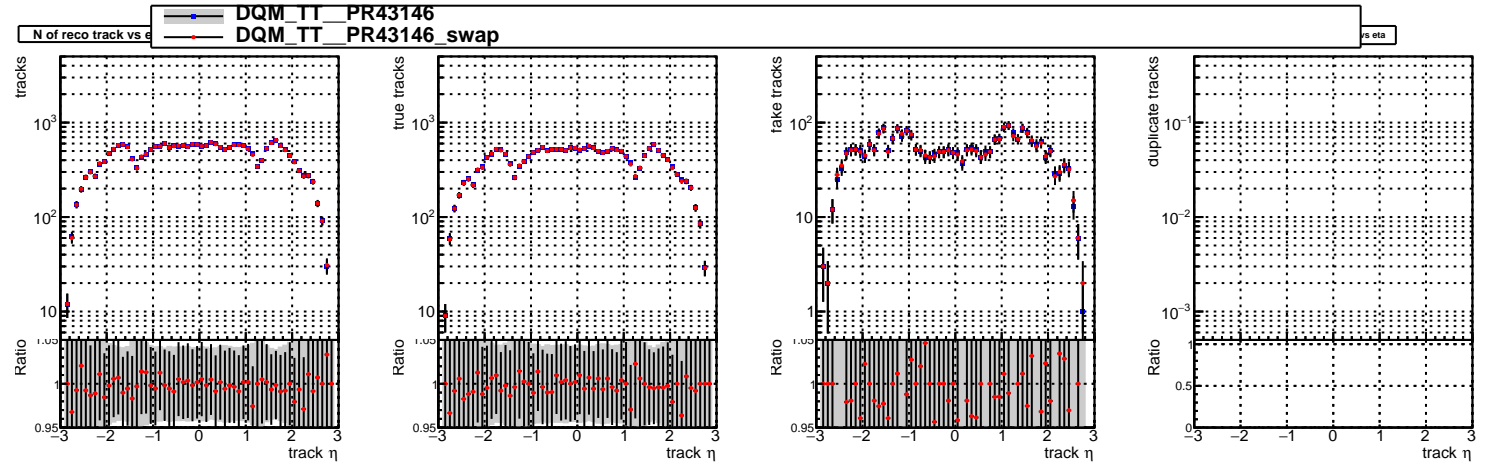 DQM_TT__PR43146
DQM_TT__PR43146_swap
N of reco track vs e
vs eta
tracks
10³
10²
10
Ratio
1.05
1
0.95
−3 −2 −1 0 1 2 3
track η
true tracks
10³
10²
10
Ratio
1.05
1
0.95
−3 −2 −1 0 1 2 3
track η
fake tracks
10²
10
1
Ratio
1.05
1
0.95
−3 −2 −1 0 1 2 3
track η
duplicate tracks
10⁻¹
10⁻²
10⁻³
Ratio
1
0.5
0
−3 −2 −1 0 1 2 3
track η